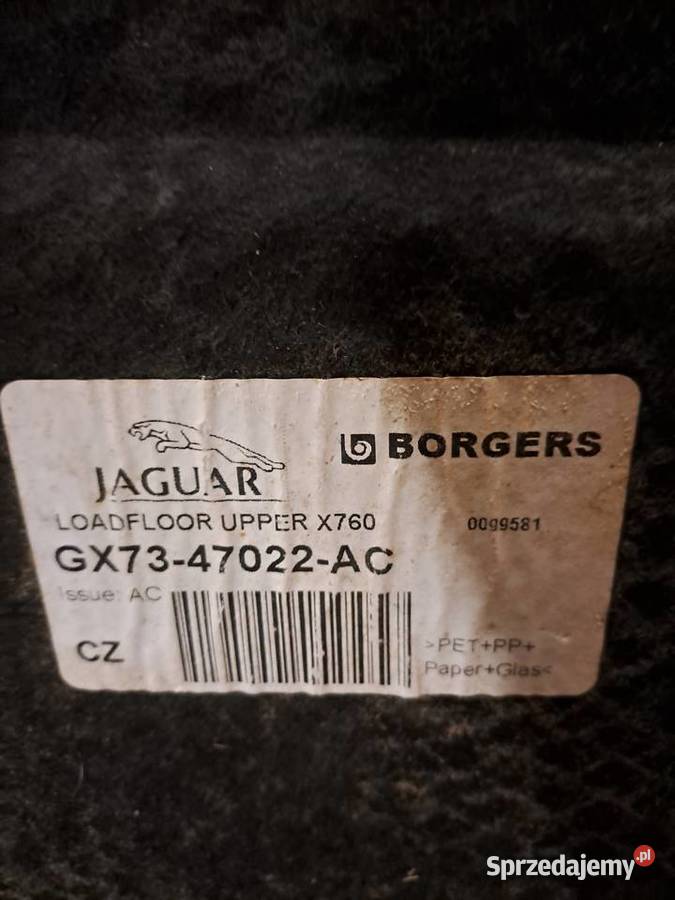 JAGUAR
BORGERS
LOADFLOOR UPPER X760
0099581
GX73-47022-AC
Issue: AC
CZ
>PET+PP+
Paper+Glas<
Sprzedajemy.pl